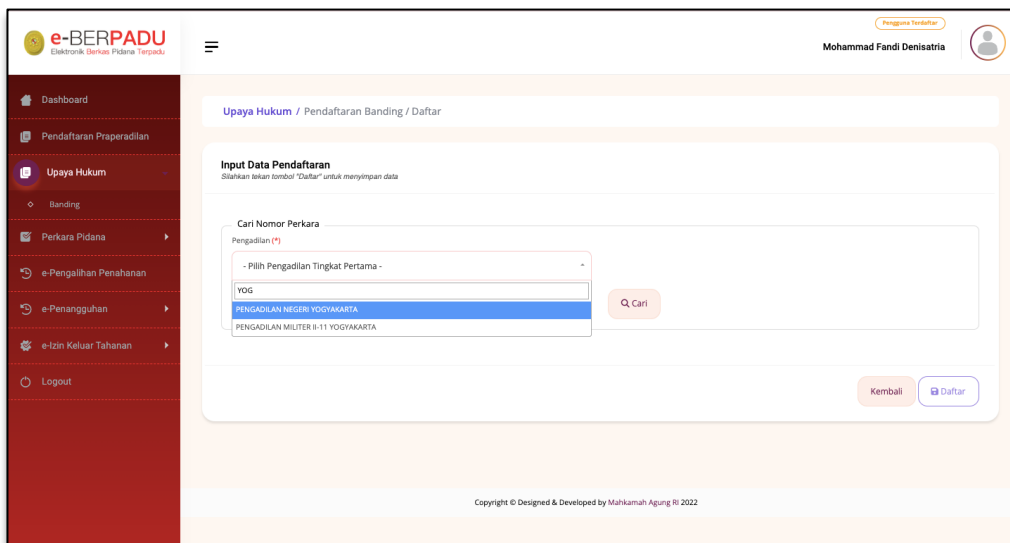 e-BERPADU
Elektronik Berkas Pidana Terpadu
Pengguna Terdaftar
Mohammad Fandi Denisatria
Dashboard
Pendaftaran Praperadilan
Upaya Hukum
Banding
Perkara Pidana
e-Pengalihan Penahanan
e-Penangguhan
e-Izin Keluar Tahanan
Logout
Upaya Hukum / Pendaftaran Banding / Daftar
Input Data Pendaftaran
Silahkan tekan tombol "Daftar" untuk menyimpan data
Cari Nomor Perkara
Pengadilan (*)
- Pilih Pengadilan Tingkat Pertama -
YOG
PENGADILAN NEGERI YOGYAKARTA
PENGADILAN MILITER II-11 YOGYAKARTA
Cari
Kembali
Daftar
Copyright © Designed & Developed by Mahkamah Agung RI 2022